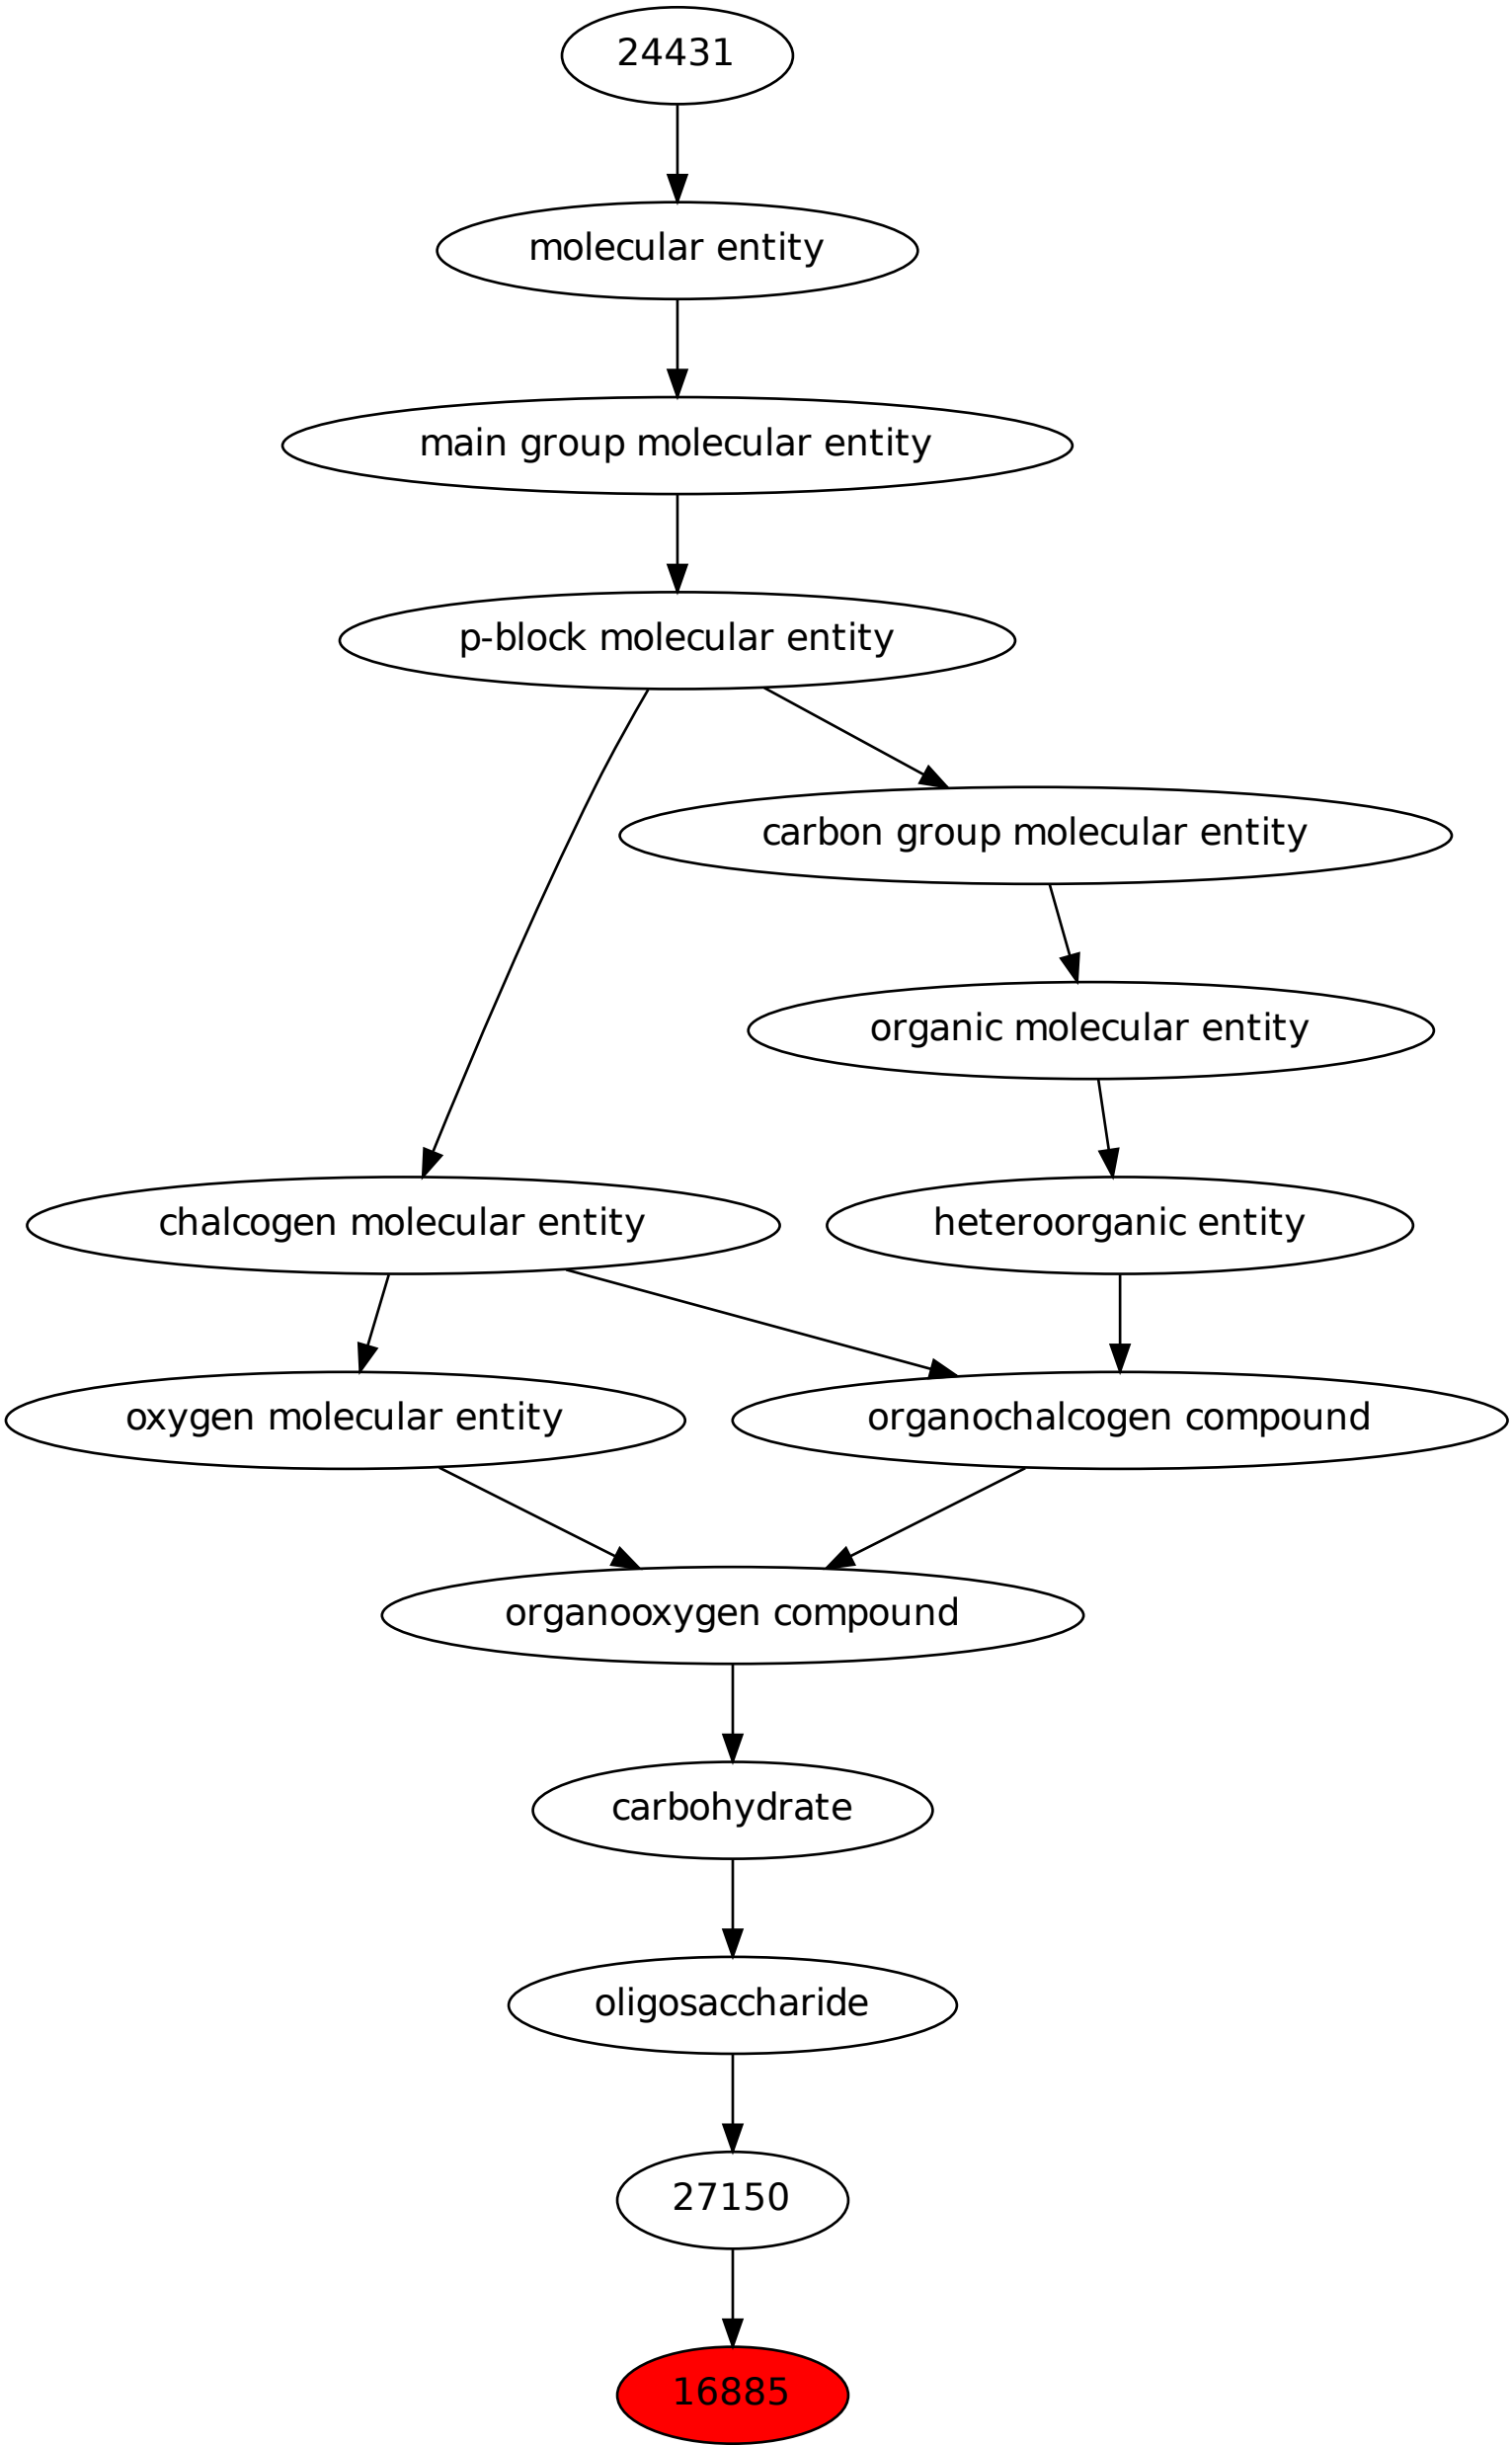 24431
molecular entity
main group molecular entity
p-block molecular entity
carbon group molecular entity
organic molecular entity
chalcogen molecular entity
heteroorganic entity
oxygen molecular entity
organochalcogen compound
organooxygen compound
carbohydrate
oligosaccharide
27150
16885